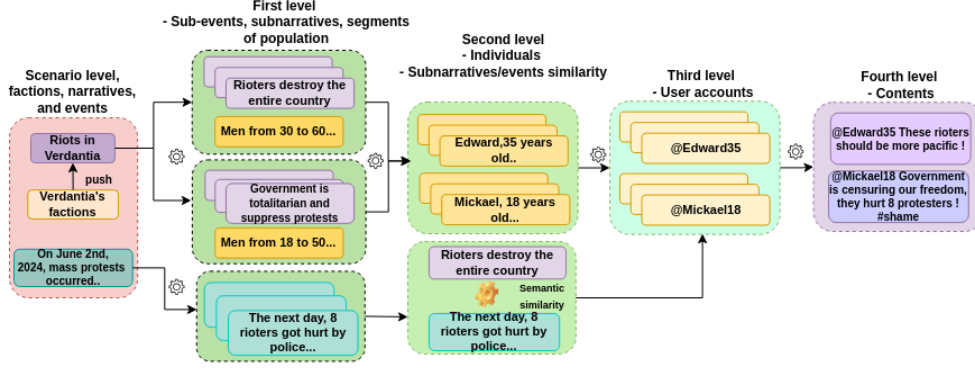 Scenario level,
factions, narratives,
and events
Riots in
Verdantia
push
Verdantia's
factions
On June 2nd,
2024, mass protests
occurred..
First level
- Sub-events, subnarratives, segments
of population
Rioters destroy the
entire country
Men from 30 to 60...
Government is
totalitarian and
suppress protests
Men from 18 to 50...
The next day, 8
rioters got hurt by
police...
Second level
- Individuals
- Subnarratives/events similarity
Edward,35 years
old..
Mickael, 18 years
old...
Rioters destroy the
entire country
Semantic
similarity
The next day, 8
rioters got hurt by
police...
Third level
- User accounts
@Edward35
@Mickael18
Fourth level
- Contents
@Edward35 These rioters
should be more pacific !
@Mickael18 Government
is censuring our freedom,
they hurt 8 protesters !
#shame